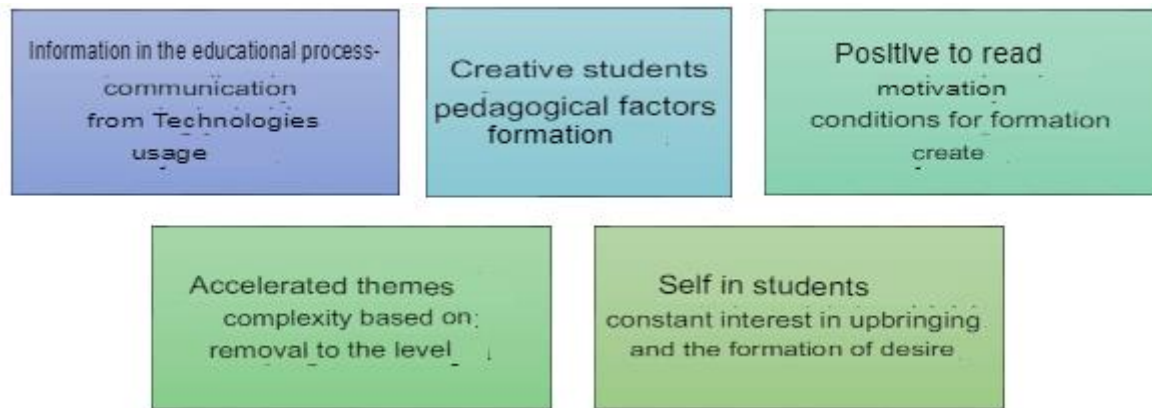 Information in the educational process-
communication
from Technologies
usage
Creative students
pedagogical factors
formation
Positive to read
motivation
conditions for formation
create
Accelerated themes
complexity based on
removal to the level
Self in students
constant interest in upbringing
and the formation of desire